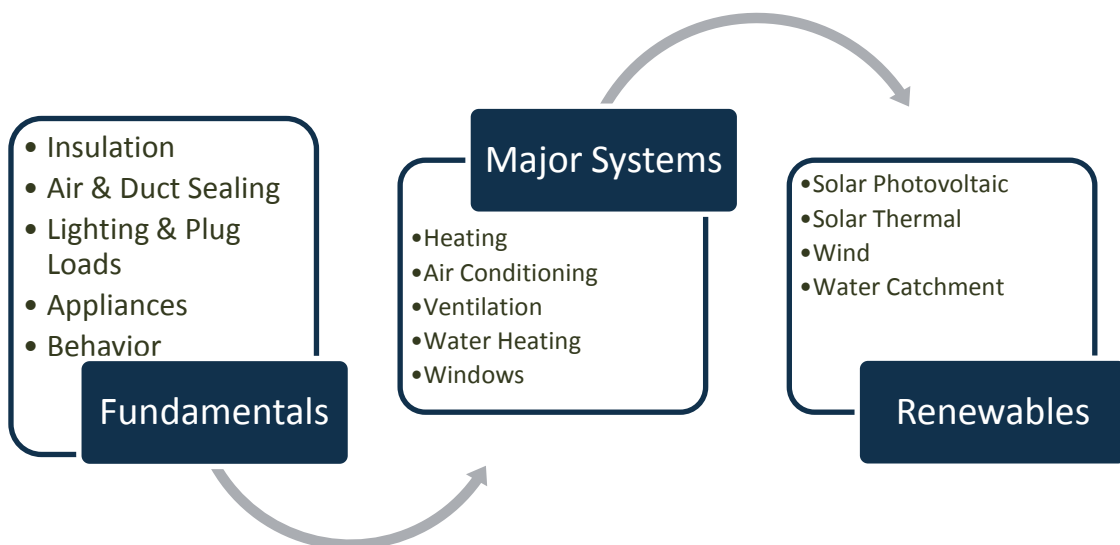 • Insulation
• Air & Duct Sealing
• Lighting & Plug
Loads
• Appliances
• Behavior
Fundamentals
Major Systems
•Heating
•Air Conditioning
•Ventilation
•Water Heating
•Windows
•Solar Photovoltaic
•Solar Thermal
•Wind
•Water Catchment
Renewables